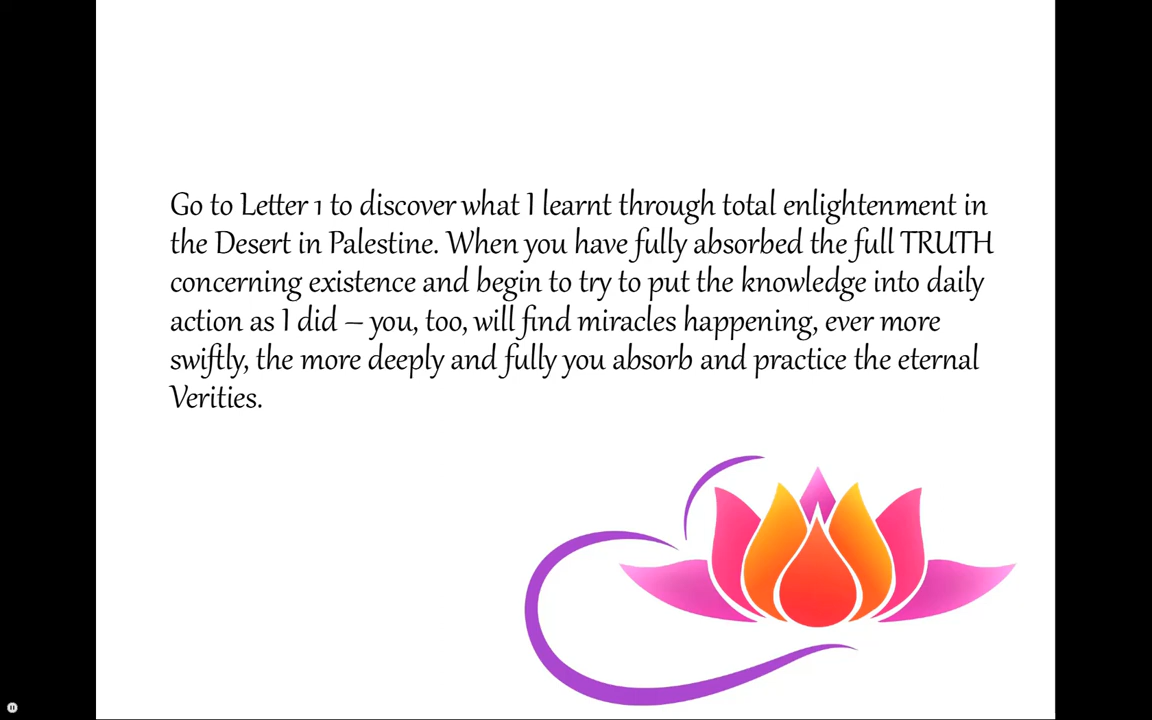 Go to Letter 1 to discover what I learnt through total enlightenment in
the Desert in Palestine. When you have fully absorbed the full TRUTH
concerning existence and begin to try to put the knowledge into daily
action as I did – you, too, will find miracles happening, ever more
swiftly, the more deeply and fully you absorb and practice the eternal
Verities.